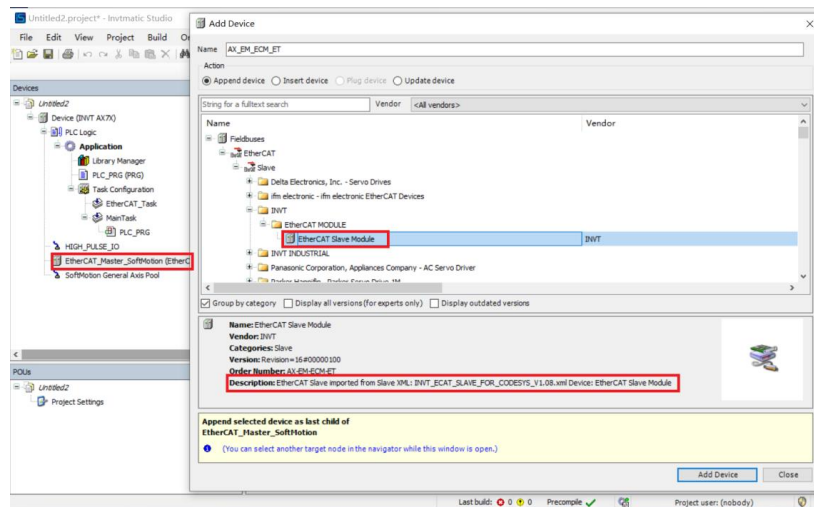 Untitled2.project* - Invtmatic Studio
File Edit View Project Build
Devices
Untitled2
Device (INVT AX7X)
PLC Logic
Application
Library Manager
PLC_PRG (PRG)
Task Configuration
EtherCAT_Task
MainTask
PLC_PRG
HIGH_PULSE_IO
EtherCAT_Master_SoftMotion (EtherC
SoftMotion General Axis Pool
POUs
Untitled2
Project Settings
Add Device
Name AX_EM_ECM_ET
Action
Append device Insert device Plug device Update device
String for a fulltext search Vendor <All vendors>
Name Vendor
Fieldbuses
EtherCAT
Slave
Delta Electronics, Inc. - Servo Drives
ifm electronic - ifm electronic EtherCAT Devices
INVT
EtherCAT MODULE
EtherCAT Slave Module INVT
INVT INDUSTRIAL
Panasonic Corporation, Appliances Company - AC Servo Driver
Group by category Display all versions (for experts only) Display outdated versions
Name: EtherCAT Slave Module
Vendor: INVT
Categories: Slave
Version: Revision=16#00000100
Order Number: AX-EM-ECM-ET
Description: EtherCAT Slave imported from Slave XML: INVT_ECAT_SLAVE_FOR_CODESYS_V1.08.xml Device: EtherCAT Slave Module
Append selected device as last child of
EtherCAT_Master_SoftMotion
(You can select another target node in the navigator while this window is open.)
Add Device Close
Last build: 0 0 Precompile Project user: (nobody)